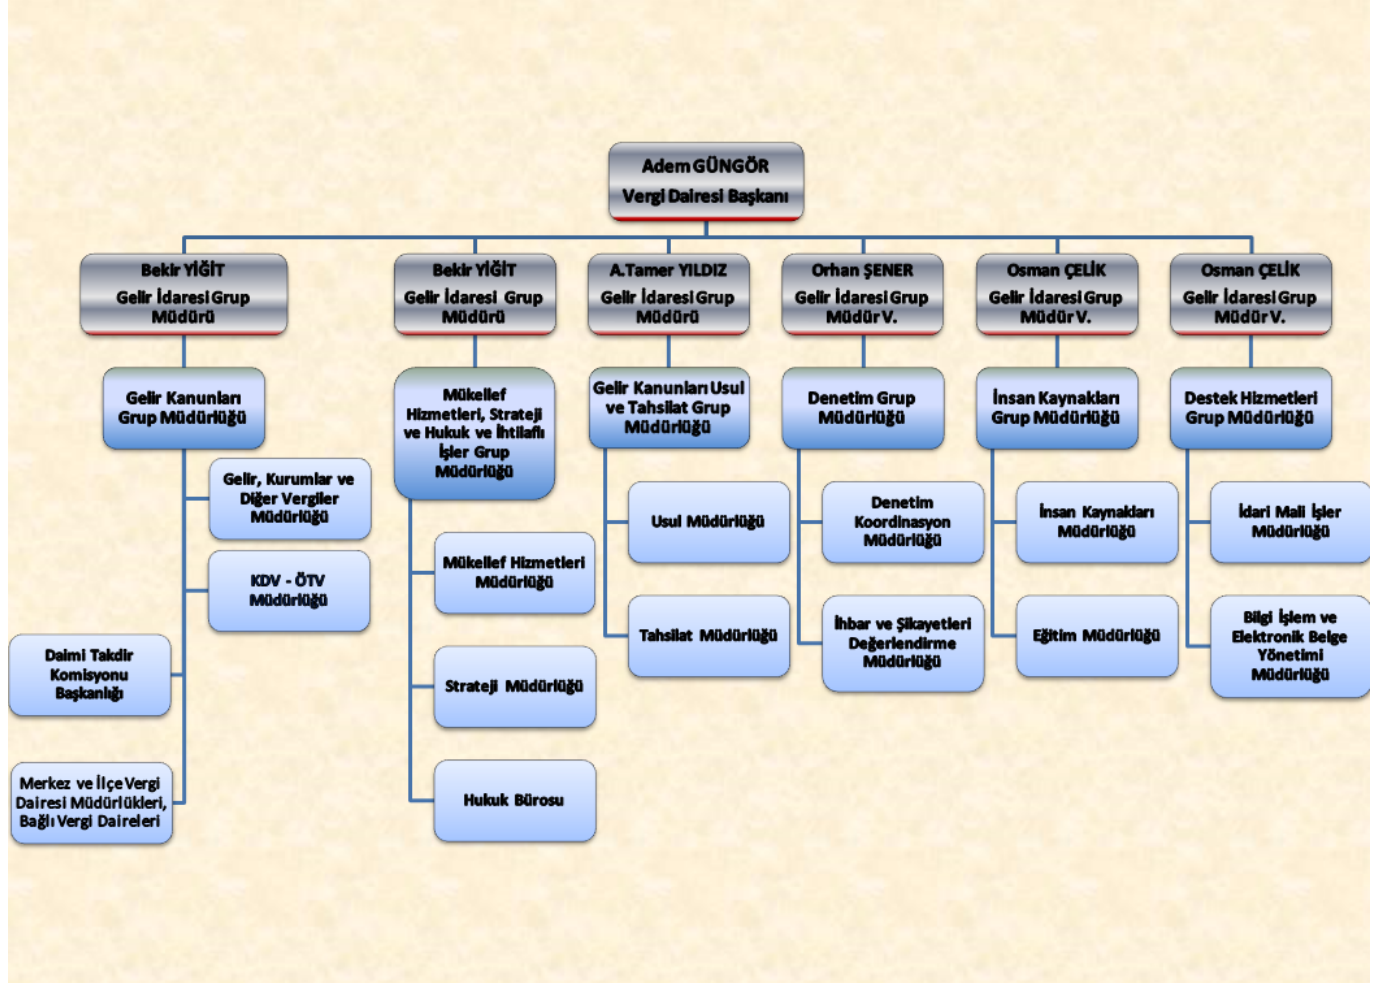 Adem GÜNGÖR
Vergi Dairesi Başkanı
Bekir YİĞİT
Gelir İdaresi Grup
Müdürü
Bekir YİĞİT
Gelir İdaresi Grup
Müdürü
A.Tamer YILDIZ
Gelir İdaresi Grup
Müdürü
Orhan ŞENER
Gelir İdaresi Grup
Müdür V.
Osman ÇELİK
Gelir İdaresi Grup
Müdür V.
Osman ÇELİK
Gelir İdaresi Grup
Müdür V.
Gelir Kanunları
Grup Müdürlüğü
Mükellef
Hizmetleri, Strateji
ve Hukuk ve İhtilaflı
İşler Grup
Müdürlüğü
Gelir Kanunları Usul
ve Tahsilat Grup
Müdürlüğü
Denetim Grup
Müdürlüğü
İnsan Kaynakları
Grup Müdürlüğü
Destek Hizmetleri
Grup Müdürlüğü
Gelir, Kurumlar ve
Diğer Vergiler
Müdürlüğü
KDV - ÖTV
Müdürlüğü
Daimi Takdir
Komisyonu
Başkanlığı
Merkez ve İlçe Vergi
Dairesi Müdürlükleri,
Bağlı Vergi Daireleri
Mükellef Hizmetleri
Müdürlüğü
Strateji Müdürlüğü
Hukuk Bürosu
Usul Müdürlüğü
Tahsilat Müdürlüğü
Denetim
Koordinasyon
Müdürlüğü
İhbar ve Şikayetleri
Değerlendirme
Müdürlüğü
İnsan Kaynakları
Müdürlüğü
Eğitim Müdürlüğü
İdari Mali İşler
Müdürlüğü
Bilgi İşlem ve
Elektronik Belge
Yönetimi
Müdürlüğü